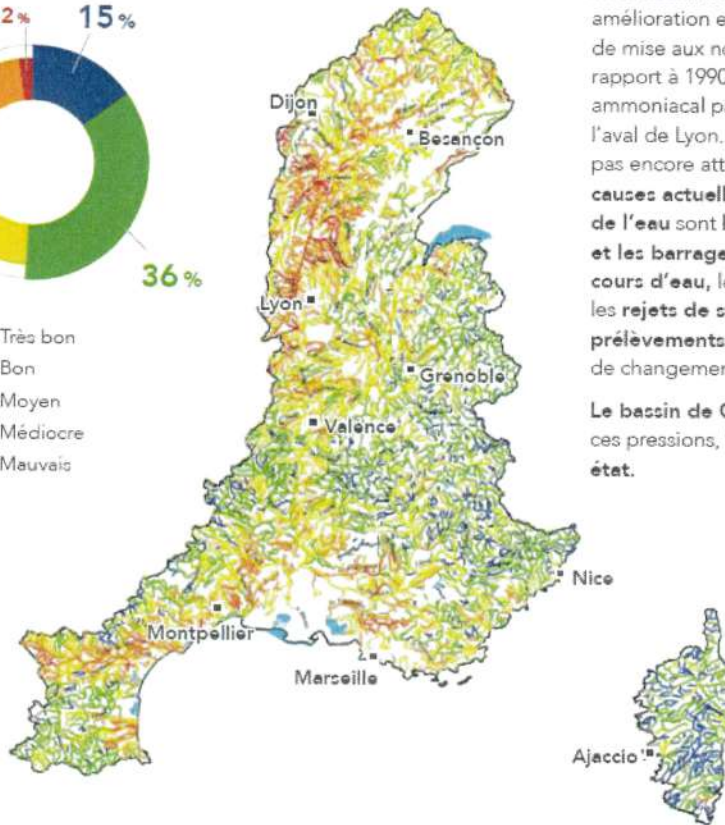 2 %
15 %
36 %
Très bon
Bon
Moyen
Médiocre
Mauvais
Dijon
Besançon
Lyon
Grenoble
Valence
Nice
Montpellier
Marseille
Ajaccio
amélioration e
de mise aux no
rapport à 1990
ammoniacal p
l'aval de Lyon.
pas encore att
causes actuell
de l'eau sont
et les barrage
cours d'eau, l
les rejets de s
prélèvements
de changemen
Le bassin de
ces pressions,
état.